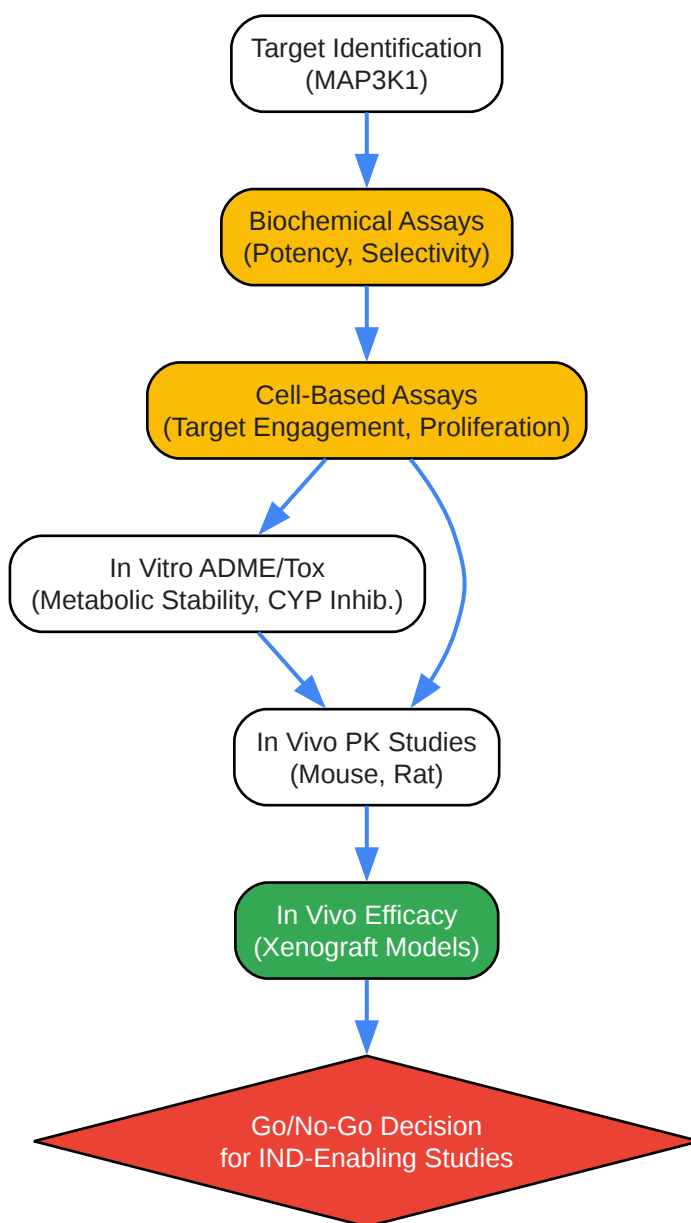 Target Identification
(MAP3K1)
Biochemical Assays
(Potency, Selectivity)
Cell-Based Assays
(Target Engagement, Proliferation)
In Vitro ADME/Tox
(Metabolic Stability, CYP Inhib.)
In Vivo PK Studies
(Mouse, Rat)
In Vivo Efficacy
(Xenograft Models)
Go/No-Go Decision
for IND-Enabling Studies